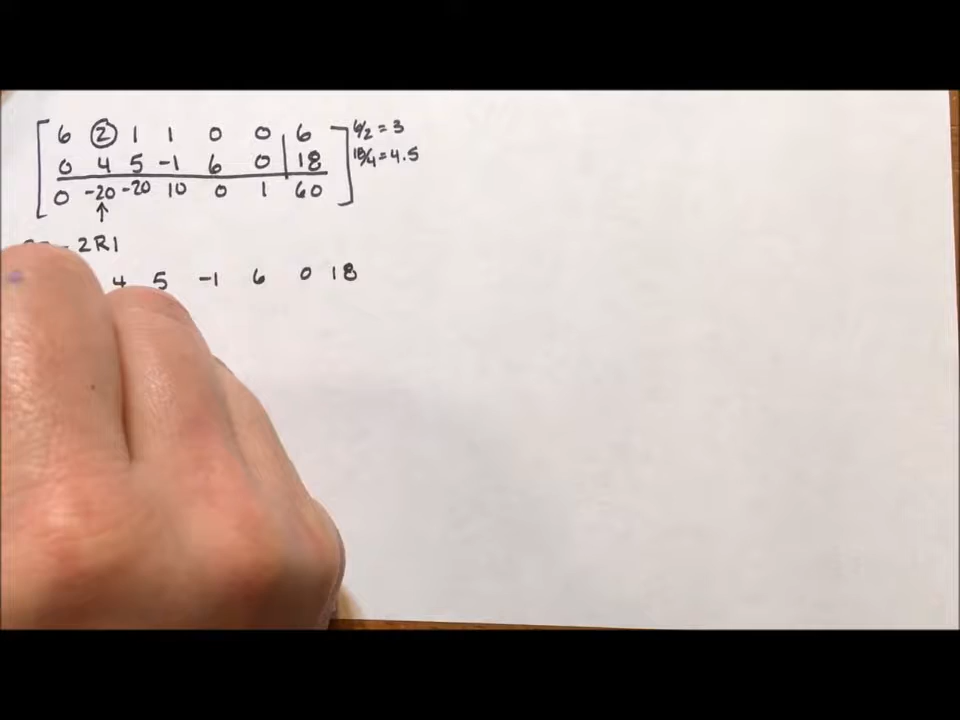 6 2 1 1 0 0 6 6/2 = 3
0 4 5 -1 6 0 18 18/4 = 4.5
0 -20 -20 10 0 1 60
↑
- 2R1
4 5 -1 6 0 18